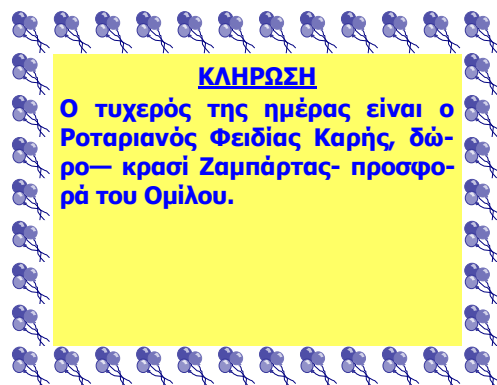 ΚΛΗΡΩΣΗ
Ο τυχερός της ημέρας είναι ο
Ροταριανός Φειδίας Καρής, δώ-
ρο— κρασί Ζαμπάρτας- προσφο-
ρά του Ομίλου.